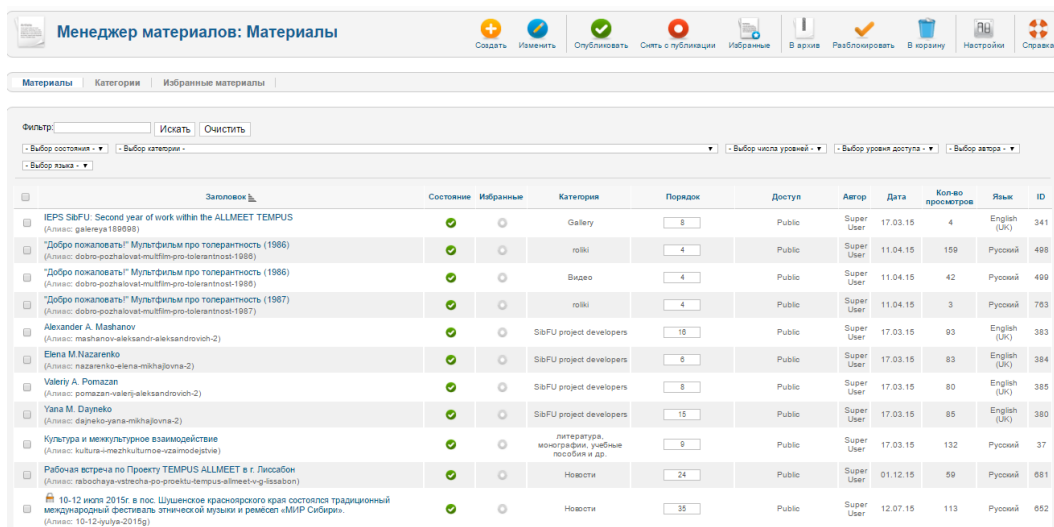 Менеджер материалов: Материалы
Создать Изменить Опубликовать Снять с публикации Избранные В архив Разблокировать В корзину Настройки Справка
Материалы Категории Избранные материалы
Фильтр: Искать Очистить
- Выбор состояния - - Выбор категории - - Выбор числа уровней - - Выбор уровня доступа - - Выбор автора -
- Выбор языка -
Заголовок Состояние Избранные Категория Порядок Доступ Автор Дата Кол-во просмотров Язык ID
IEPS SibFU: Second year of work within the ALLMEET TEMPUS
(Алиас: galereya189698)
Gallery 8 Public Super User 17.03.15 4 English (UK) 341
"Добро пожаловать!" Мультфильм про толерантность (1986)
(Алиас: dobro-pozhalovat-multfilm-pro-tolerantnost-1986)
roliki 4 Public Super User 11.04.15 159 Русский 498
"Добро пожаловать!" Мультфильм про толерантность (1986)
(Алиас: dobro-pozhalovat-multfilm-pro-tolerantnost-1986)
Видео 4 Public Super User 11.04.15 42 Русский 499
"Добро пожаловать!" Мультфильм про толерантность (1987)
(Алиас: dobro-pozhalovat-multfilm-pro-tolerantnost-1987)
roliki 4 Public Super User 11.04.15 3 Русский 763
Alexander A. Mashanov
(Алиас: mashanov-aleksandr-aleksandrovich-2)
SibFU project developers 16 Public Super User 17.03.15 93 English (UK) 383
Elena M.Nazarenko
(Алиас: nazarenko-elena-mikhajlovna-2)
SibFU project developers 6 Public Super User 17.03.15 83 English (UK) 384
Valeriy A. Pomazan
(Алиас: pomazan-valerij-aleksandrovich-2)
SibFU project developers 8 Public Super User 17.03.15 80 English (UK) 385
Yana M. Dayneko
(Алиас: dajneko-yana-mikhajlovna-2)
SibFU project developers 15 Public Super User 17.03.15 85 English (UK) 380
Культура и межкультурное взаимодействие
(Алиас: kultura-i-mezhkulturnoe-vzaimodejstvie)
литература, монографии, учебные пособия и др. 9 Public Super User 17.03.15 132 Русский 37
Рабочая встреча по Проекту TEMPUS ALLMEET в г. Лиссабон
(Алиас: rabochaya-vstrecha-po-proektu-tempus-allmeet-v-g-lissabon)
Новости 24 Public Super User 01.12.15 59 Русский 681
10-12 июля 2015г. в пос. Шушенское красноярского края состоялся традиционный
международный фестиваль этнической музыки и ремёсел «МИР Сибири».
(Алиас: 10-12-iyulya-2015g)
Новости 35 Public Super User 12.07.15 113 Русский 652